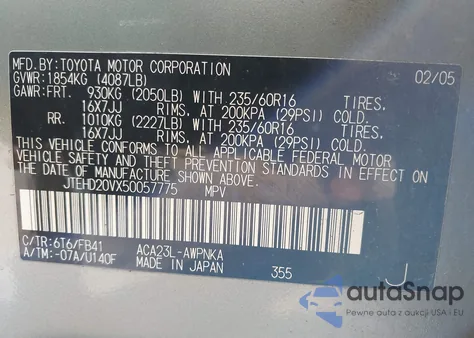 MFD.BY:TOYOTA MOTOR CORPORATION 02/05
GVWR:1854KG (4087LB)
GAWR:FRT. 930KG (2050LB) WITH 235/60R16 TIRES,
16X7JJ RIMS, AT 200KPA (29PSI) COLD.
RR. 1010KG (2227LB) WITH 235/60R16 TIRES,
16X7JJ RIMS, AT 200KPA (29PSI) COLD.
THIS VEHICLE CONFORMS TO ALL APPLICABLE FEDERAL MOTOR
VEHICLE SAFETY AND THEFT PREVENTION STANDARDS IN EFFECT ON
THE DATE OF MANUFACTURE SHOWN ABOVE.
JTEHD20VX50057775 MPV
C/TR:6T6/FB41 ACA23L-AWPNKA
A/TM:-07A/U140F MADE IN JAPAN 355 J
autoSnap
Pewne auta z aukcji USA i EU